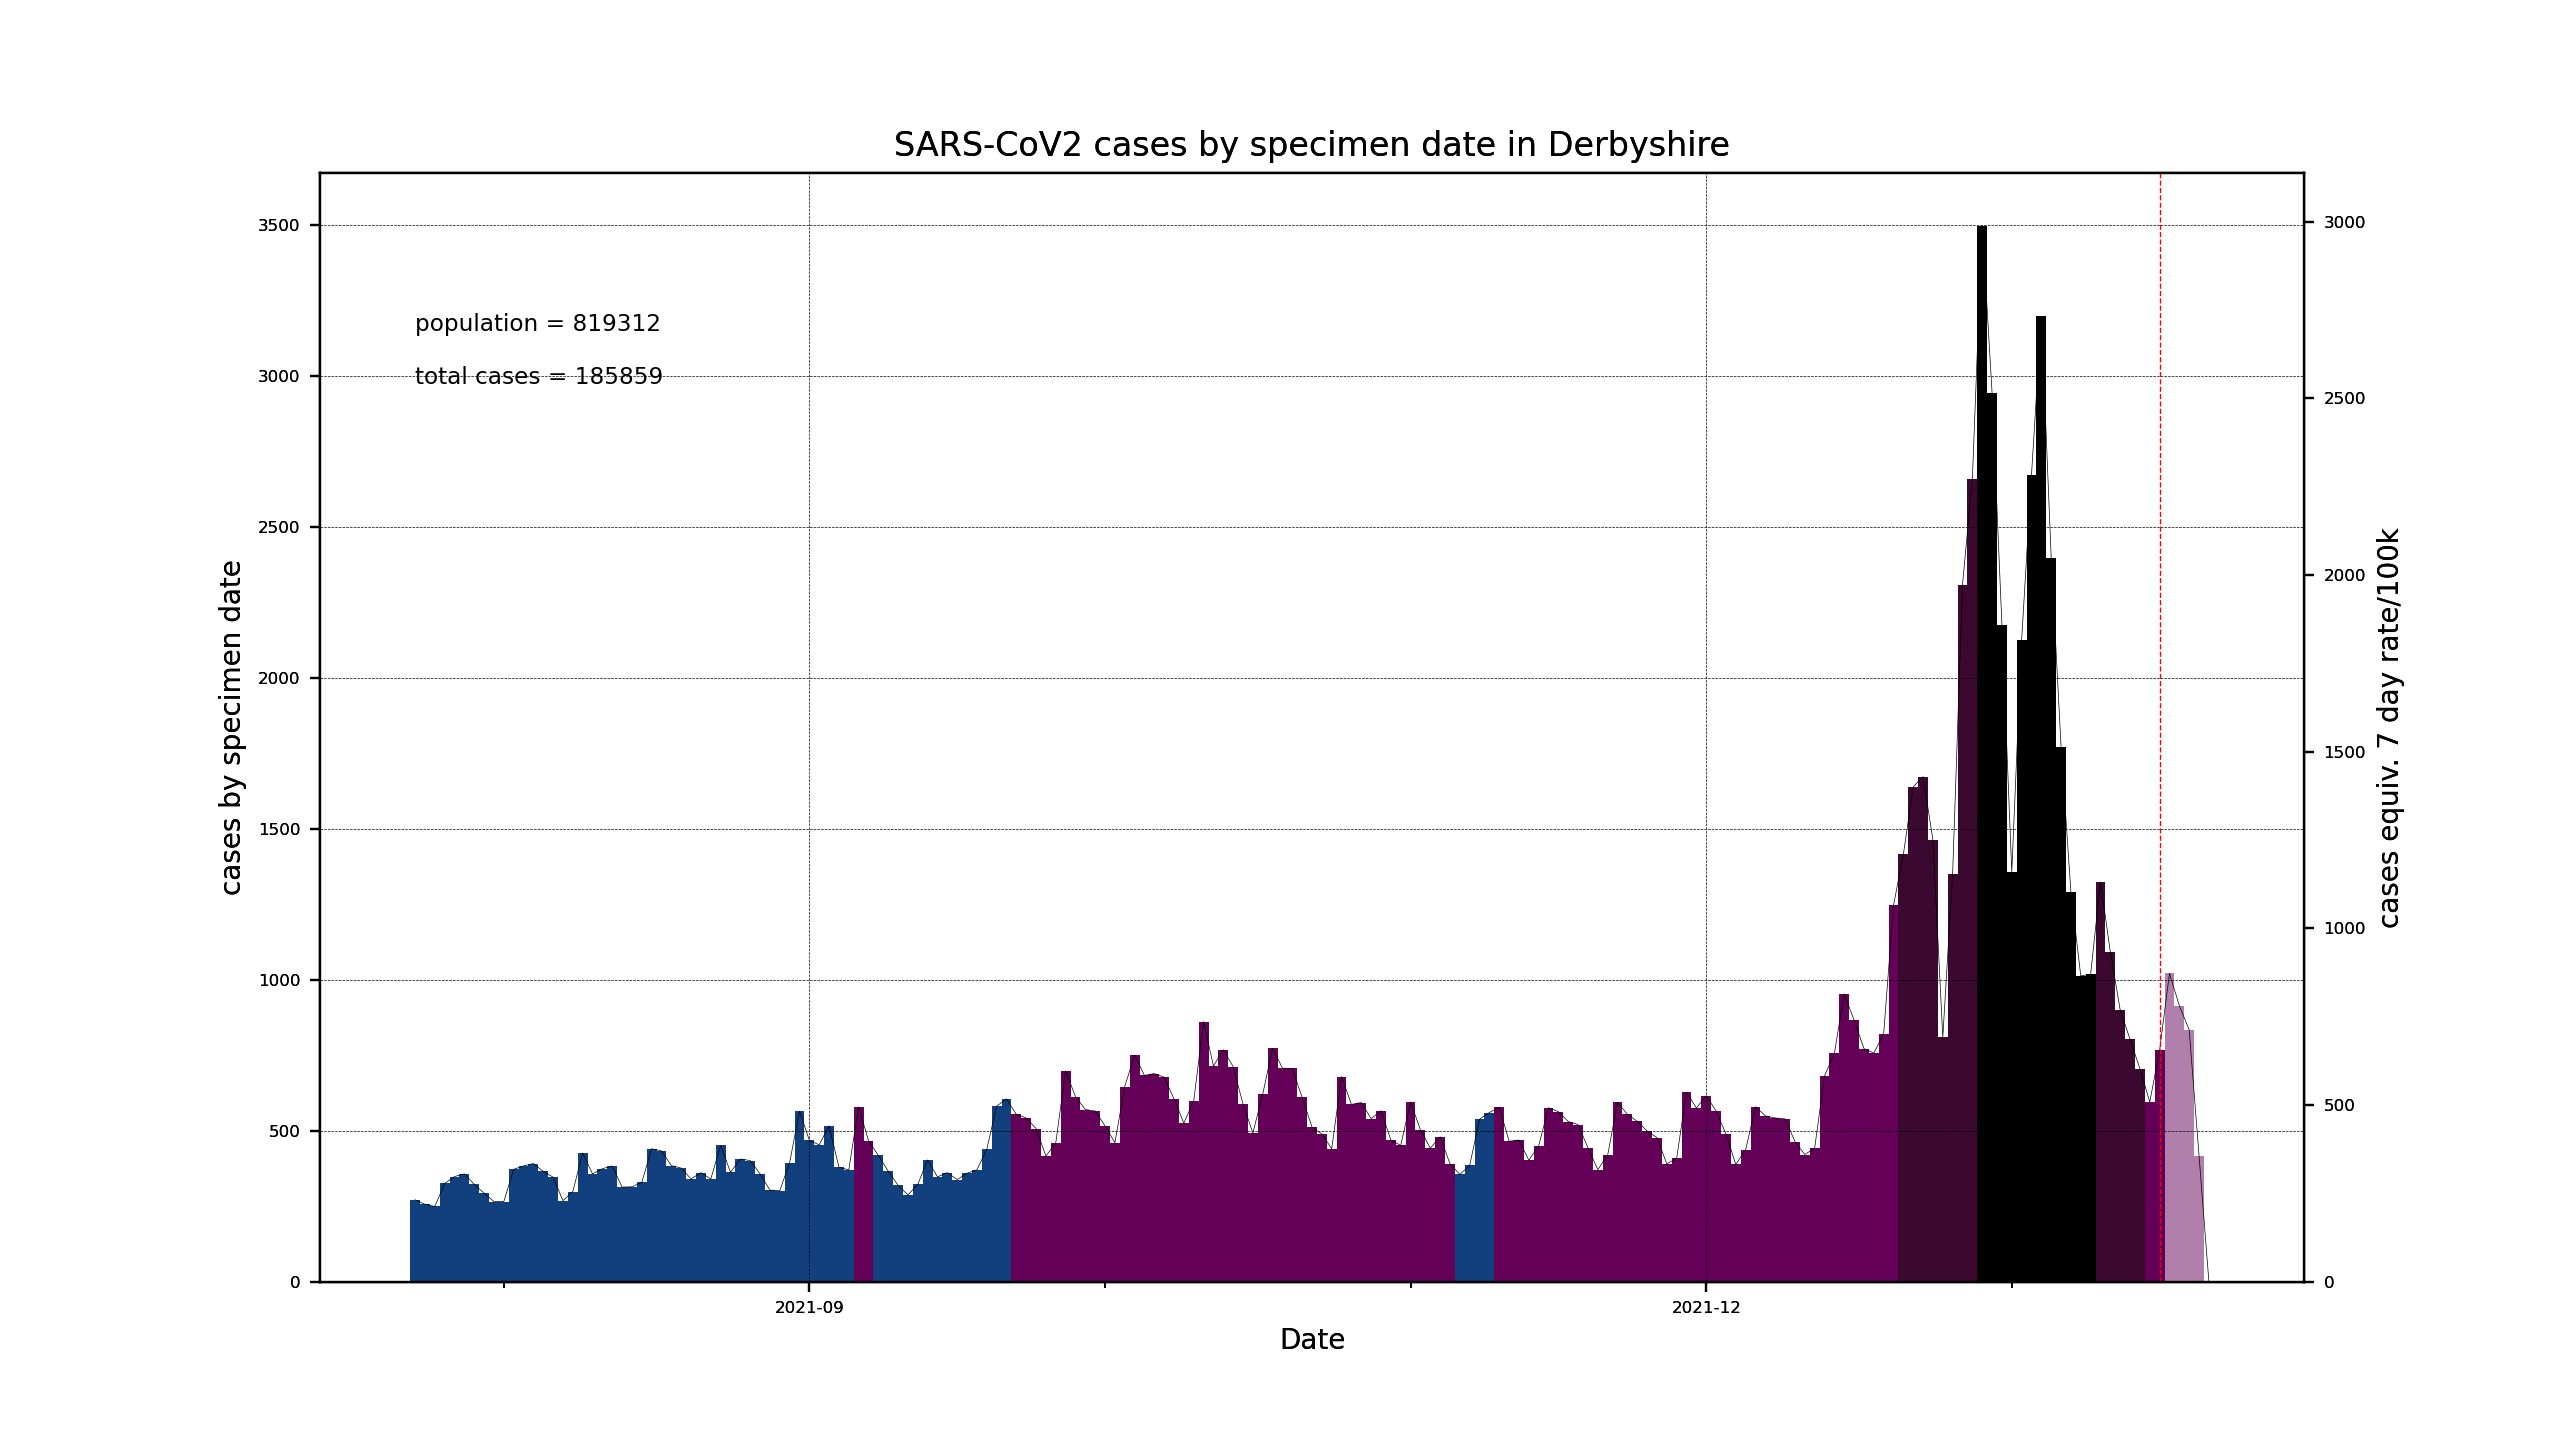 SARS-CoV2 cases by specimen date in Derbyshire
population = 819312
total cases = 185859
cases by specimen date
3500
3000
2500
2000
1500
1000
500
0
3000
2500
2000
1500
1000
500
0
cases equiv. 7 day rate/100k
2021-09
2021-12
Date